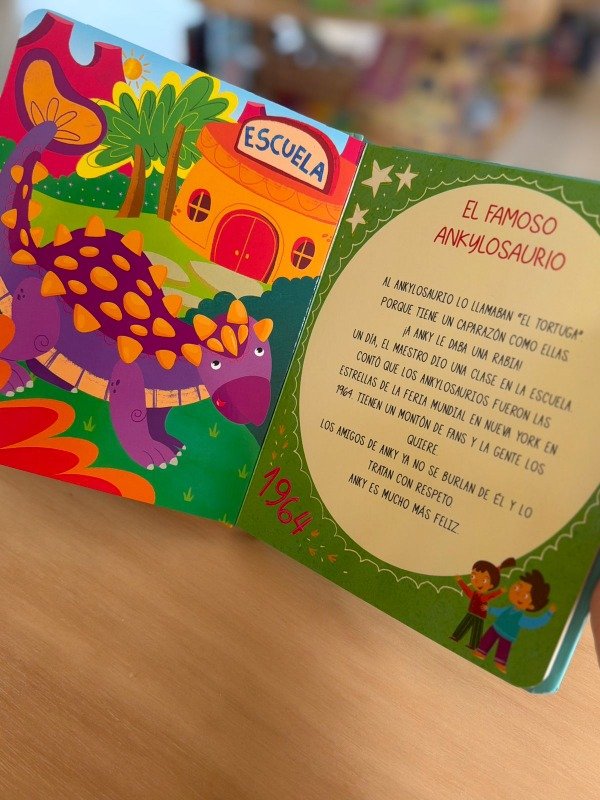 ESCUELA
EL FAMOSO
ANKYLOSAURIO
AL ANKYLOSAURIO LO LLAMABAN "EL TORTUGA"
PORQUE TIENE UN CAPARAZÓN COMO ELLAS.
¡A ANKY LE DABA UNA RABIA!
UN DÍA, EL MAESTRO DIO UNA CLASE EN LA ESCUELA.
CONTÓ QUE LOS ANKYLOSAURIOS FUERON LAS
ESTRELLAS DE LA FERIA MUNDIAL EN NUEVA YORK EN
1964. TIENEN UN MONTÓN DE FANS Y LA GENTE LOS
QUIERE.
LOS AMIGOS DE ANKY YA NO SE BURLAN DE ÉL Y LO
TRATAN CON RESPETO.
ANKY ES MUCHO MÁS FELIZ.
1964